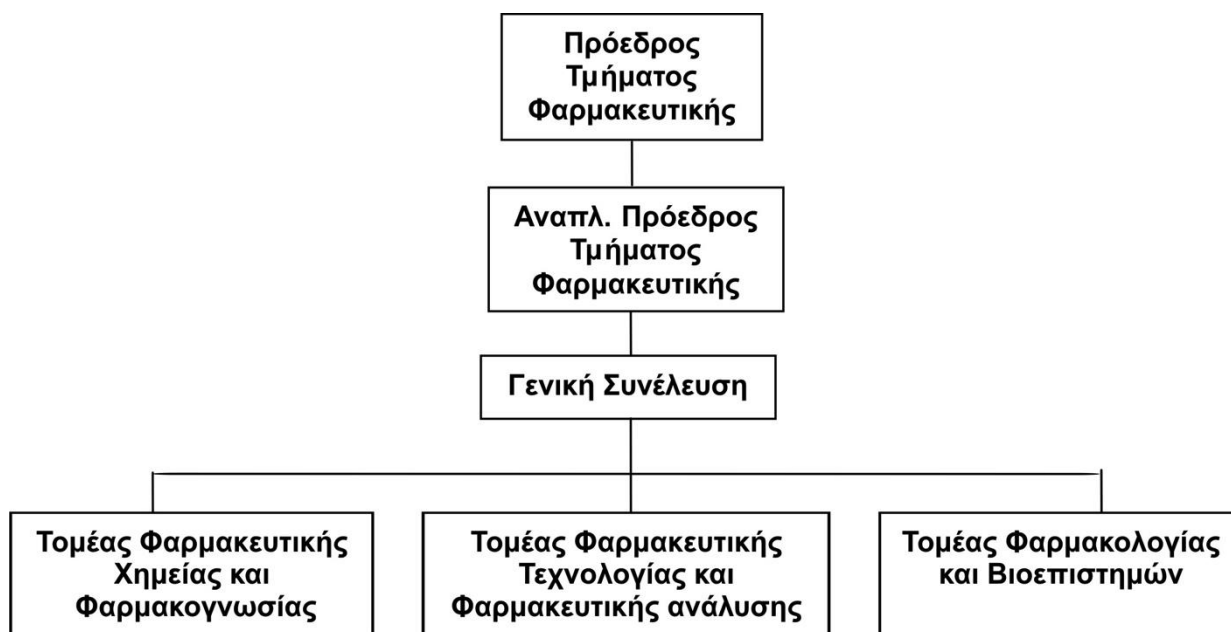 Πρόεδρος
Τμήματος
Φαρμακευτικής
Αναπλ. Πρόεδρος
Τμήματος
Φαρμακευτικής
Γενική Συνέλευση
Τομέας Φαρμακευτικής
Χημείας και
Φαρμακογνωσίας
Τομέας Φαρμακευτικής
Τεχνολογίας και
Φαρμακευτικής ανάλυσης
Τομέας Φαρμακολογίας
και Βιοεπιστημών